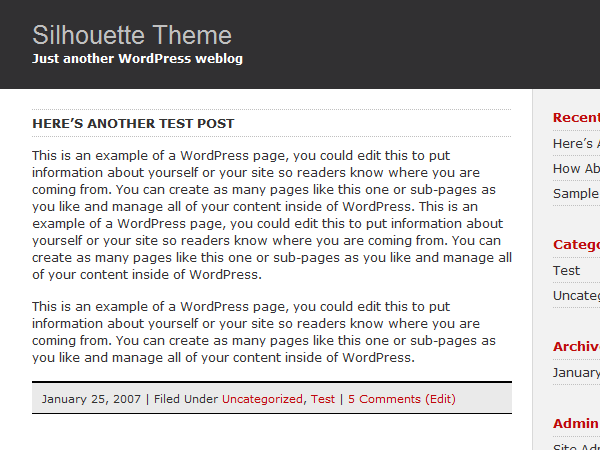 Silhouette Theme
Just another WordPress weblog
HERE’S ANOTHER TEST POST
This is an example of a WordPress page, you could edit this to put
information about yourself or your site so readers know where you are
coming from. You can create as many pages like this one or sub-pages as
you like and manage all of your content inside of WordPress. This is an
example of a WordPress page, you could edit this to put information about
yourself or your site so readers know where you are coming from. You can
create as many pages like this one or sub-pages as you like and manage all
of your content inside of WordPress.
This is an example of a WordPress page, you could edit this to put
information about yourself or your site so readers know where you are
coming from. You can create as many pages like this one or sub-pages as
you like and manage all of your content inside of WordPress.
January 25, 2007 | Filed Under Uncategorized, Test | 5 Comments (Edit)
Recent
Here’s A
How Ab
Sample
Catego
Test
Uncateg
Archiv
January
Admin
Site Adr